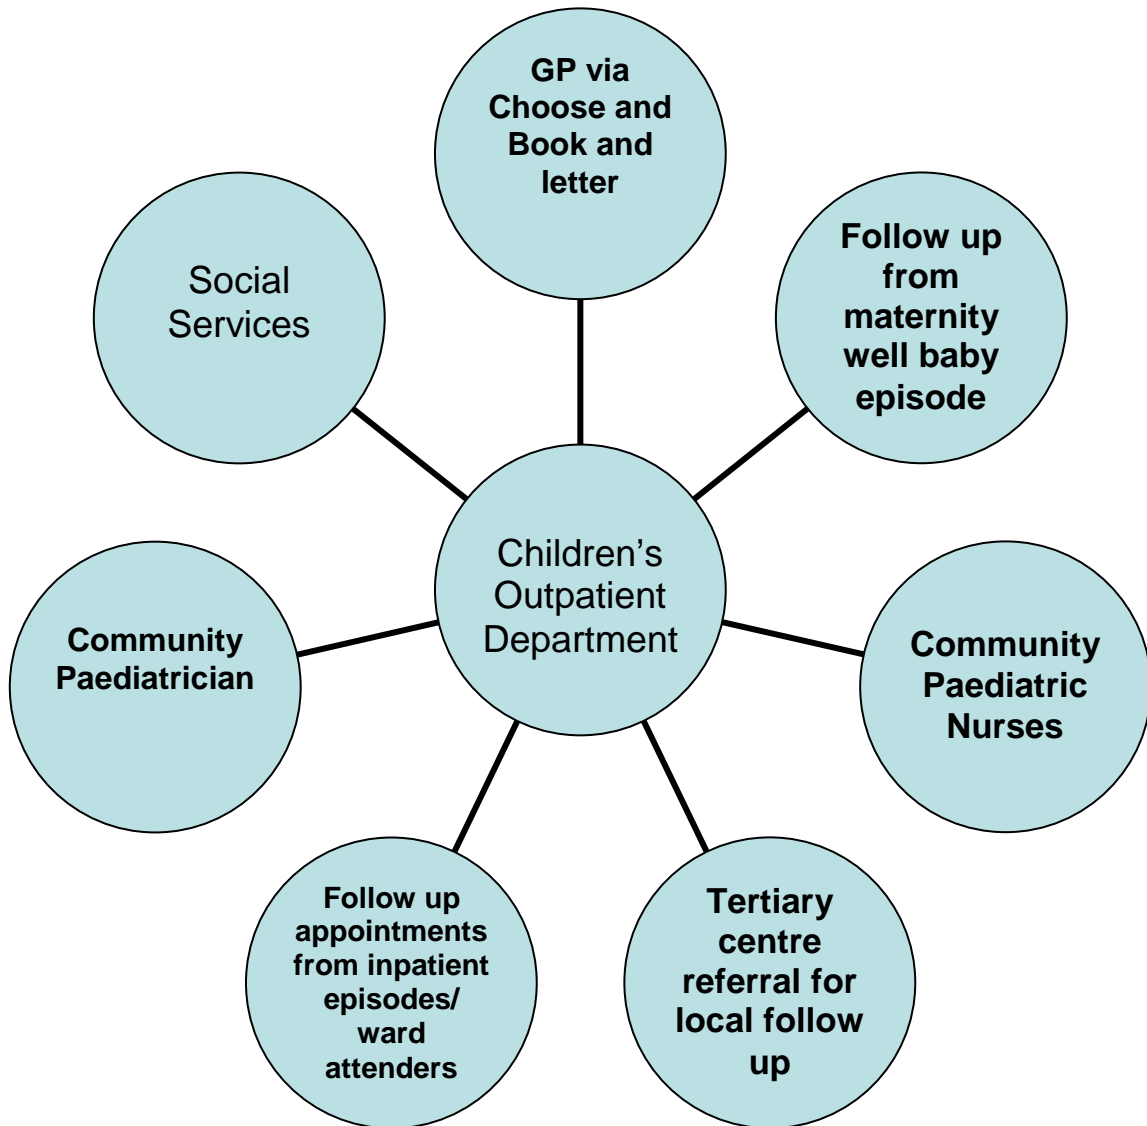 GP via
Choose and
Book and
letter
Follow up
from
maternity
well baby
episode
Social
Services
Children’s
Outpatient
Department
Community
Paediatrician
Community
Paediatric
Nurses
Follow up
appointments
from inpatient
episodes/
ward
attenders
Tertiary
centre
referral for
local follow
up